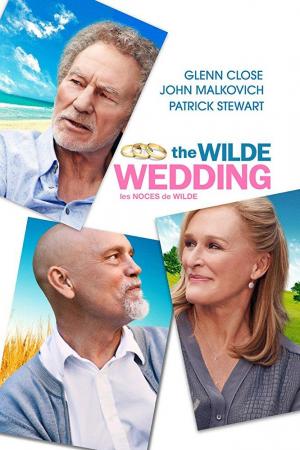 GLENN CLOSE
JOHN MALKOVICH
PATRICK STEWART
the WILDE
WEDDING
les NOCES de WILDE